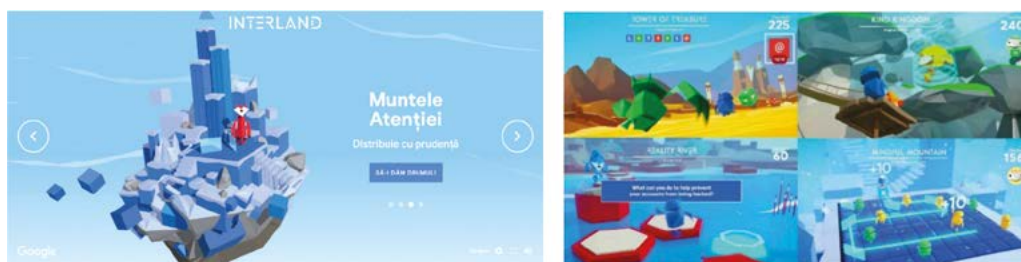 INTERLAND
Muntele
Atenției
Distribuie cu prudență
SĂ-I DĂM DRUMUL!
Google
TOWER OF TREASURE
225
@
KIND KINGDOM
240
REALITY RIVER
60
What can you do to help prevent
your accounts from being hacked?
MINDFUL MOUNTAIN
156
+10
+10